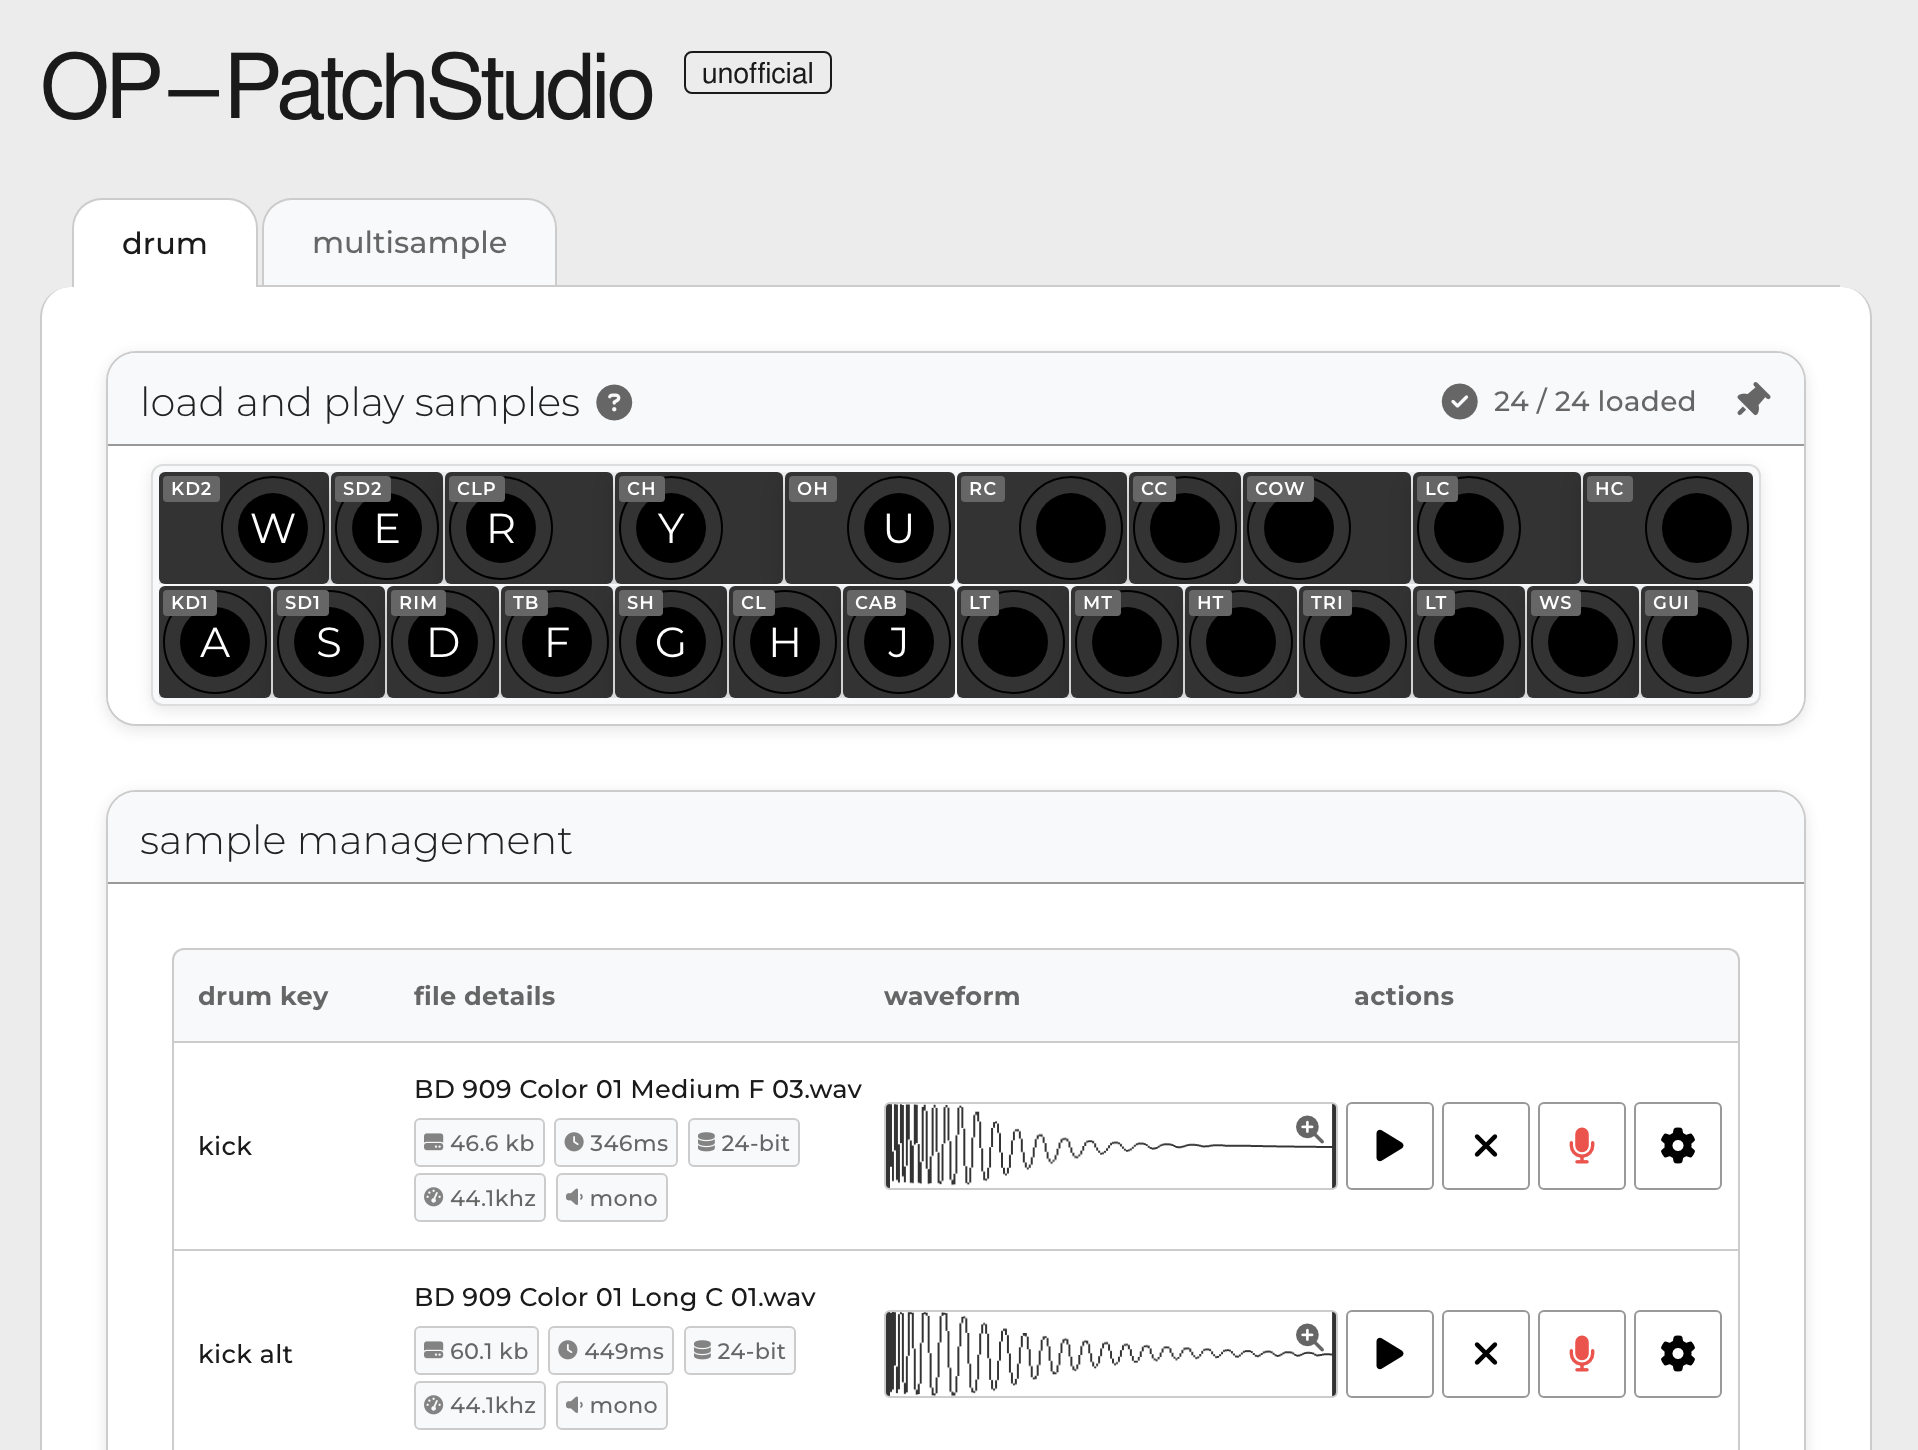 OP–PatchStudio unofficial
drum multisample
load and play samples ? 24 / 24 loaded
KD2 SD2 CLP CH OH RC CC COW LC HC
W E R Y U
KD1 SD1 RIM TB SH CL CAB LT MT HT TRI LT WS GUI
A S D F G H J
sample management
drum key file details waveform actions
BD 909 Color 01 Medium F 03.wav
kick 46.6 kb 346ms 24-bit
44.1khz mono
BD 909 Color 01 Long C 01.wav
kick alt 60.1 kb 449ms 24-bit
44.1khz mono